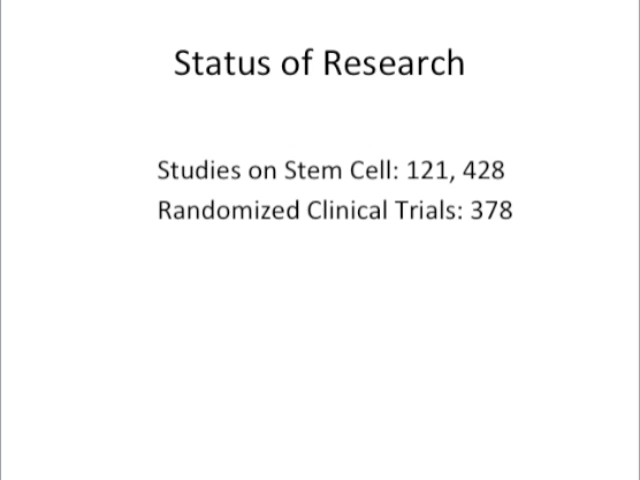 Status of Research
Studies on Stem Cell: 121, 428
Randomized Clinical Trials: 378